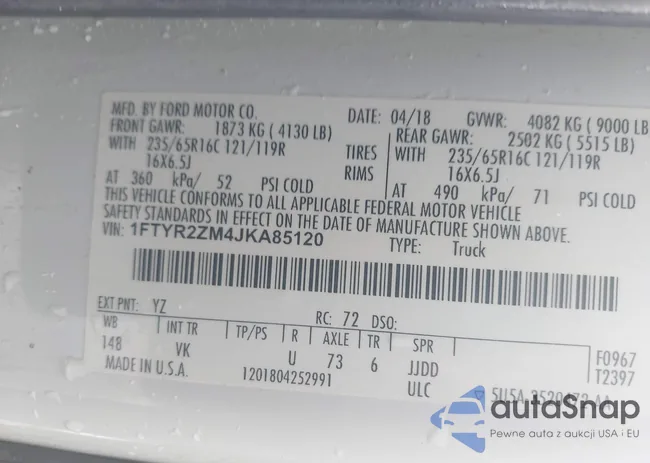 MFD. BY FORD MOTOR CO.
DATE: 04/18 GVWR: 4082 KG ( 9000 LB
FRONT GAWR: 1873 KG ( 4130 LB)
REAR GAWR: 2502 KG ( 5515 LB)
WITH 235/65R16C 121/119R TIRES WITH 235/65R16C 121/119R
16X6.5J RIMS 16X6.5J
AT 360 kPa/ 52 PSI COLD AT 490 kPa/ 71 PSI COLD
THIS VEHICLE CONFORMS TO ALL APPLICABLE FEDERAL MOTOR VEHICLE
SAFETY STANDARDS IN EFFECT ON THE DATE OF MANUFACTURE SHOWN ABOVE.
VIN: 1FTYR2ZM4JKA85120 TYPE: Truck
EXT PNT: YZ RC: 72 DSO:
WB INT TR TP/PS R AXLE TR SPR
148 VK U 73 6 JJDD F0967
MADE IN U.S.A. 1201804252991 ULC T2397
autoSnap
Pewne auta z aukcji USA i EU